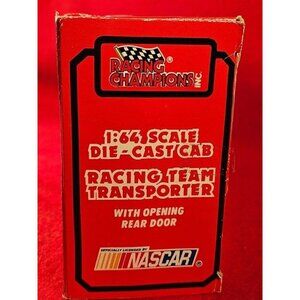 RACING
CHAMPIONS
INC
®
1:64 SCALE
DIE-CAST CAB
RACING TEAM
TRANSPORTER
WITH OPENING
REAR DOOR
OFFICIALLY LICENSED BY
NASCAR®